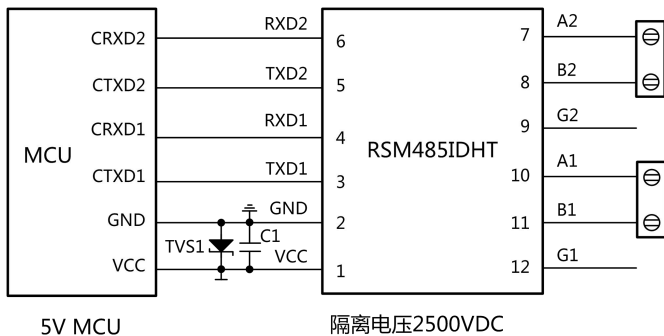 MCU
CRXD2
CTXD2
CRXD1
CTXD1
GND
VCC
RXD2
TXD2
RXD1
TXD1
GND
VCC
TVS1
C1
6
5
4
3
2
1
RSM485IDHT
7
8
9
10
11
12
A2
B2
G2
A1
B1
G1
5V MCU
隔离电压2500VDC